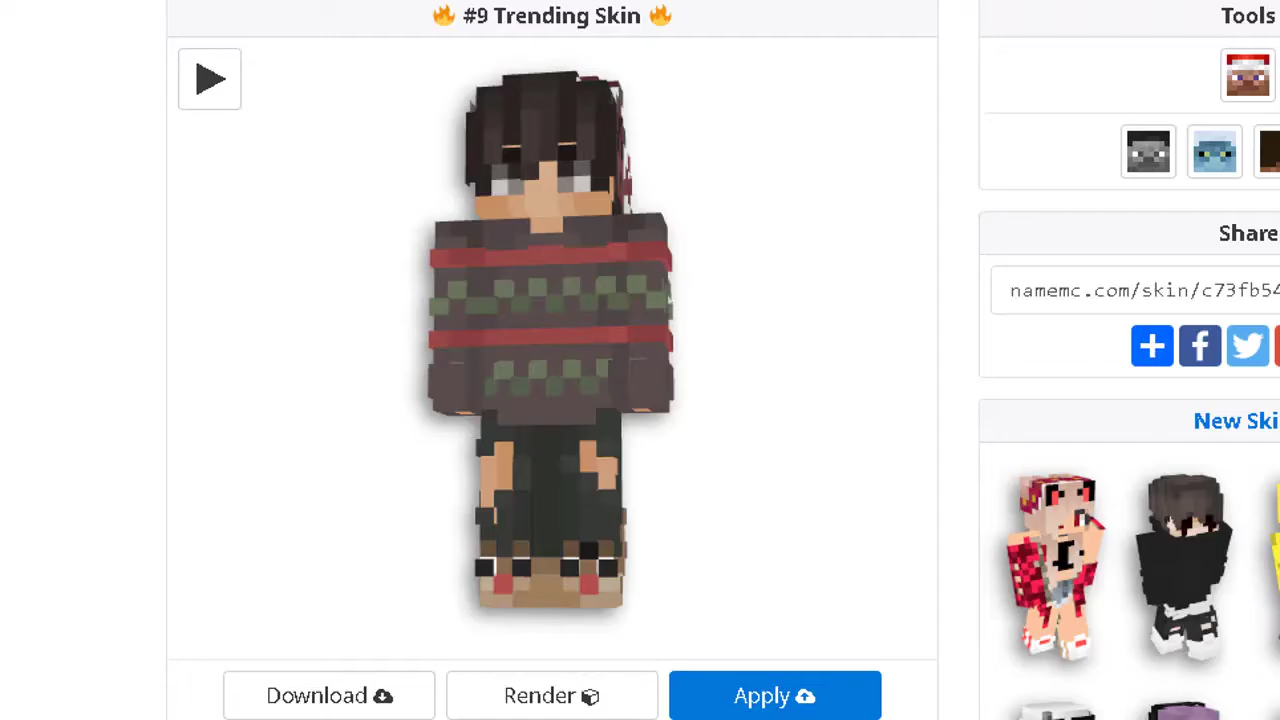 🔥 #9 Trending Skin 🔥
Tools
Share
namemc.com/skin/c73fb54
f
New Ski
Download
Render
Apply